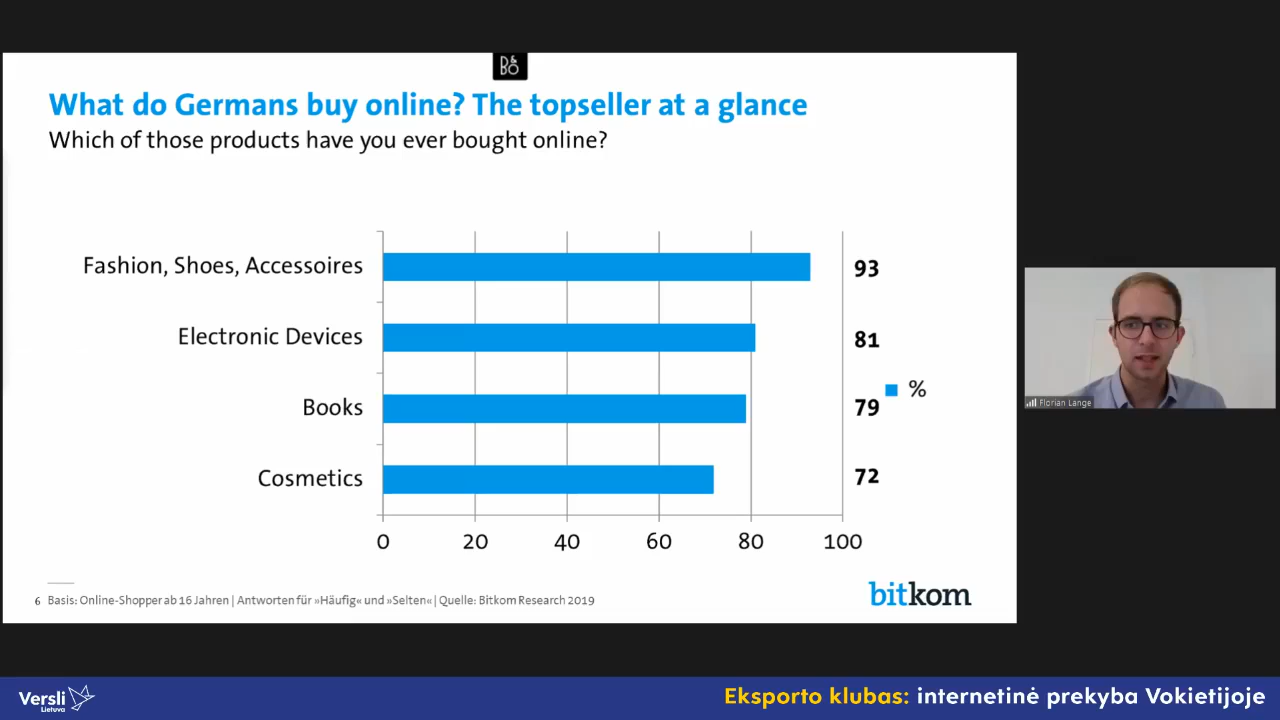 B&
BO
What do Germans buy online? The topseller at a glance
Which of those products have you ever bought online?
Fashion, Shoes, Accessoires
93
Electronic Devices
81
%
Books
79
Cosmetics
72
0 20 40 60 80 100
6 Basis: Online-Shopper ab 16 Jahren | Antworten für »Häufig« und »Selten« | Quelle: Bitkom Research 2019
bitkom
Florian Lange
Versli
Lietuva
Eksporto klubas: internetinė prekyba Vokietijoje